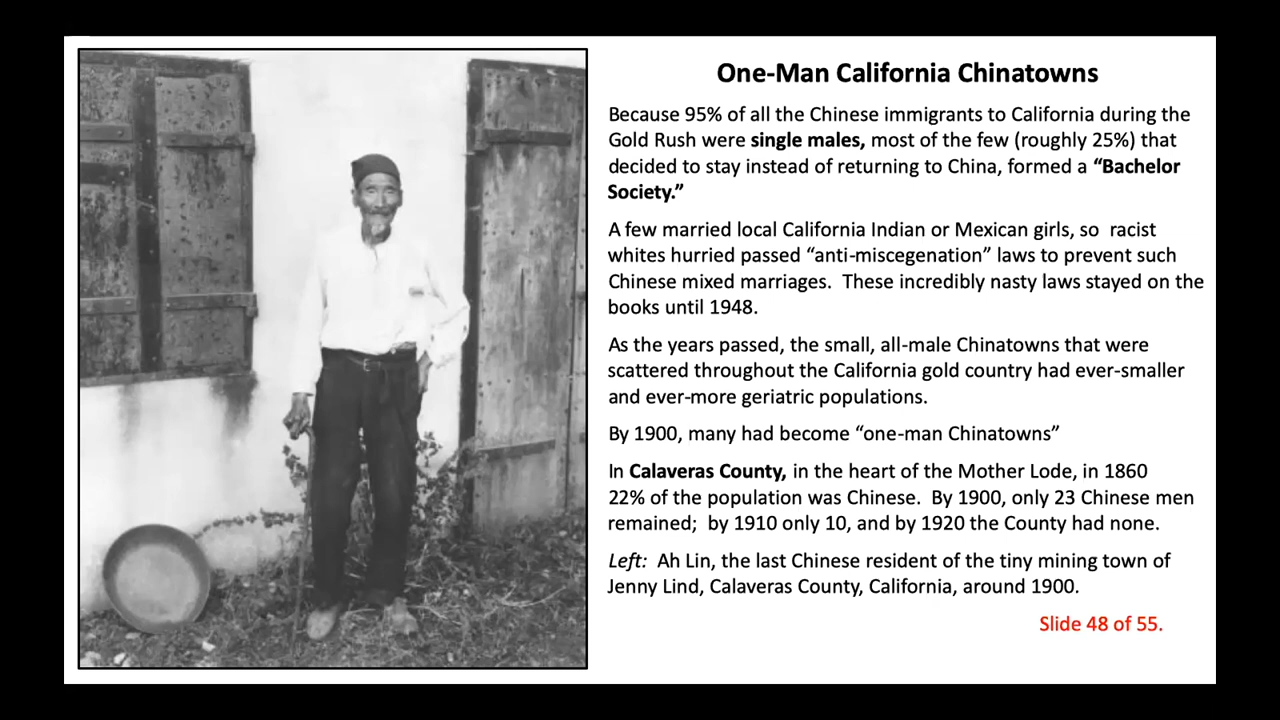 One-Man California Chinatowns
Because 95% of all the Chinese immigrants to California during the
Gold Rush were single males, most of the few (roughly 25%) that
decided to stay instead of returning to China, formed a “Bachelor
Society.”
A few married local California Indian or Mexican girls, so racist
whites hurried passed “anti-miscegenation” laws to prevent such
Chinese mixed marriages. These incredibly nasty laws stayed on the
books until 1948.
As the years passed, the small, all-male Chinatowns that were
scattered throughout the California gold country had ever-smaller
and ever-more geriatric populations.
By 1900, many had become “one-man Chinatowns”
In Calaveras County, in the heart of the Mother Lode, in 1860
22% of the population was Chinese. By 1900, only 23 Chinese men
remained; by 1910 only 10, and by 1920 the County had none.
Left: Ah Lin, the last Chinese resident of the tiny mining town of
Jenny Lind, Calaveras County, California, around 1900.
Slide 48 of 55.